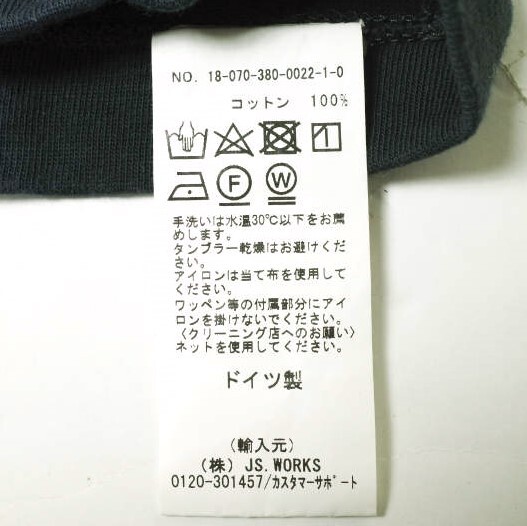 NO. 18-070-380-0022-1-0
コットン 100%
F W
手洗いは水温30℃以下をお薦
めします。
タンブラー乾燥はお避けくだ
さい。
アイロンは当て布を使用して
ください。
ワッペン等の付属部分にアイ
ロンを掛けないでください。
〈クリーニング店へのお願い〉
ネットを使用してください。
ドイツ製
(輸入元)
(株) JS.WORKS
0120-301457/ｶｽﾀﾏｰｻﾎﾟｰﾄ